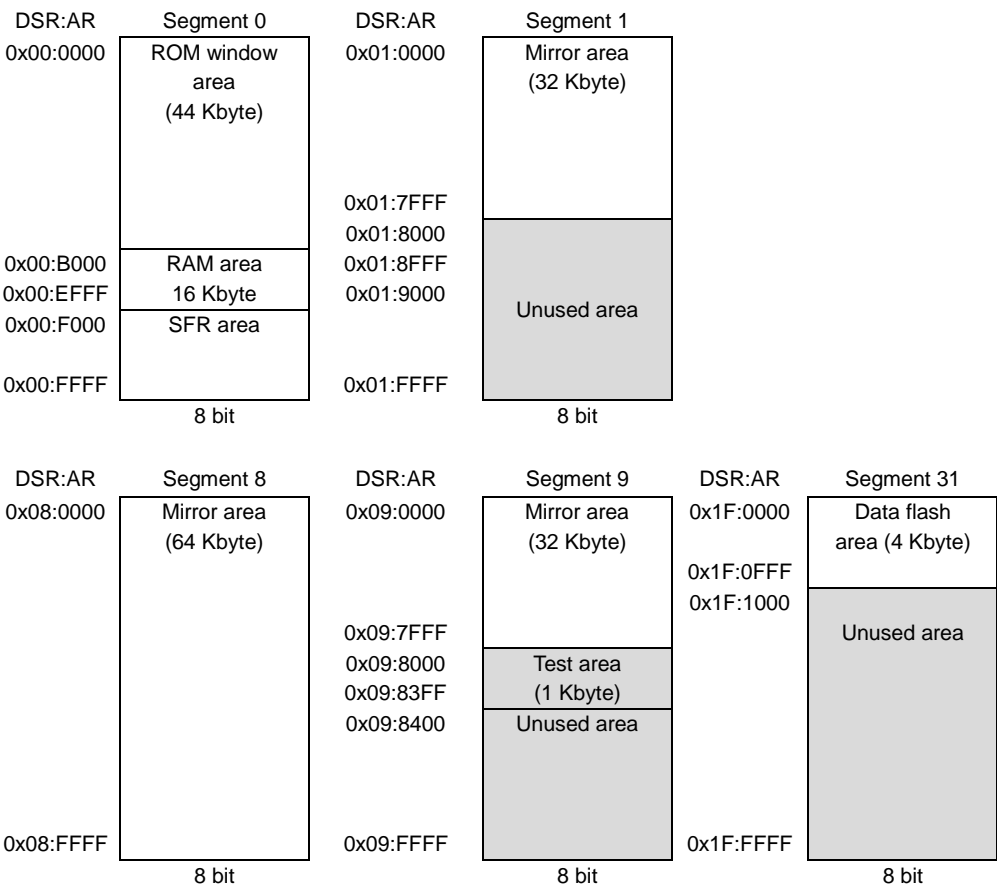 DSR:AR Segment 0 DSR:AR Segment 1
0x00:0000 ROM window 0x01:0000 Mirror area
area (32 Kbyte)
(44 Kbyte)
0x01:7FFF
0x01:8000
0x00:B000 RAM area 0x01:8FFF
0x00:EFFF 16 Kbyte 0x01:9000
Unused area
0x00:F000 SFR area
0x00:FFFF 0x01:FFFF
8 bit 8 bit
DSR:AR Segment 8 DSR:AR Segment 9 DSR:AR Segment 31
0x08:0000 Mirror area 0x09:0000 Mirror area 0x1F:0000 Data flash
(64 Kbyte) (32 Kbyte) area (4 Kbyte)
0x1F:0FFF
0x1F:1000
0x09:7FFF Unused area
0x09:8000 Test area
0x09:83FF (1 Kbyte)
0x09:8400 Unused area
0x08:FFFF 0x09:FFFF 0x1F:FFFF
8 bit 8 bit 8 bit